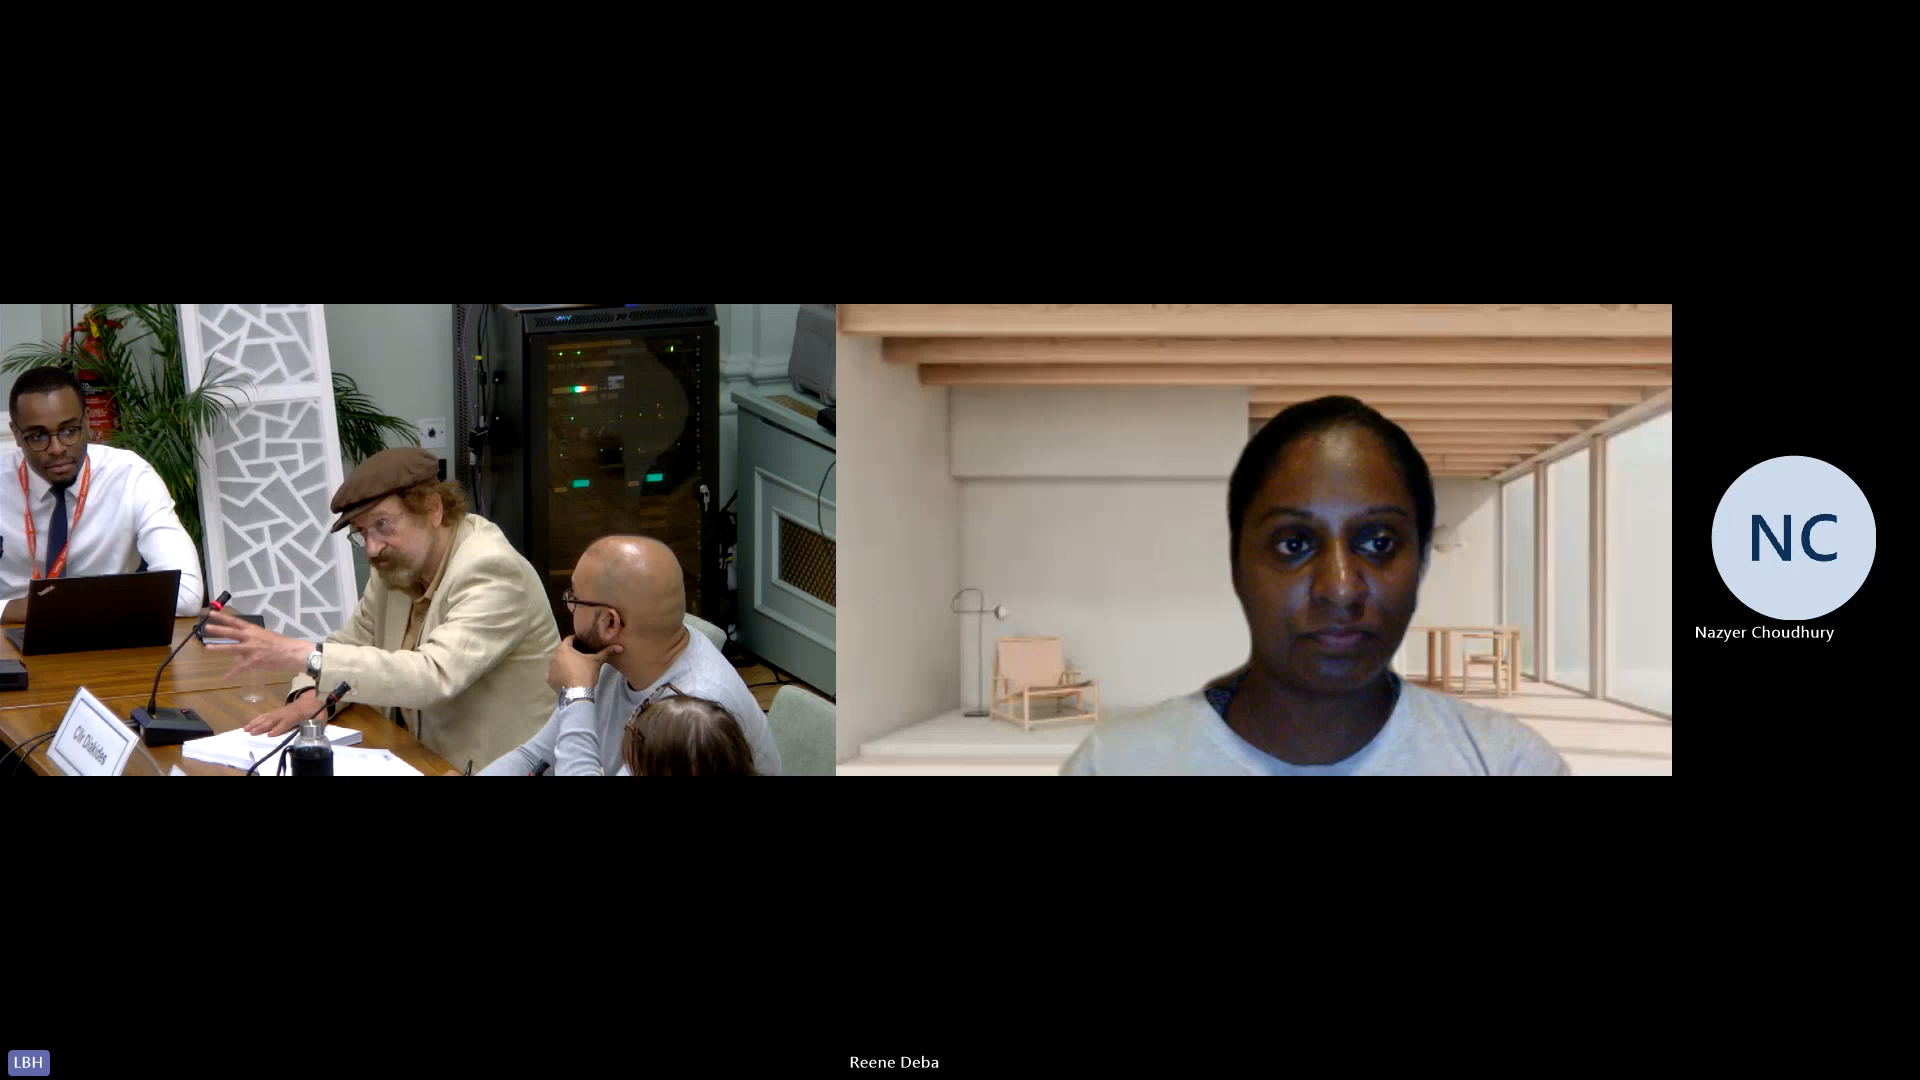 Cllr Diakides
NC
Nazyer Choudhury
LBH
Reene Deba